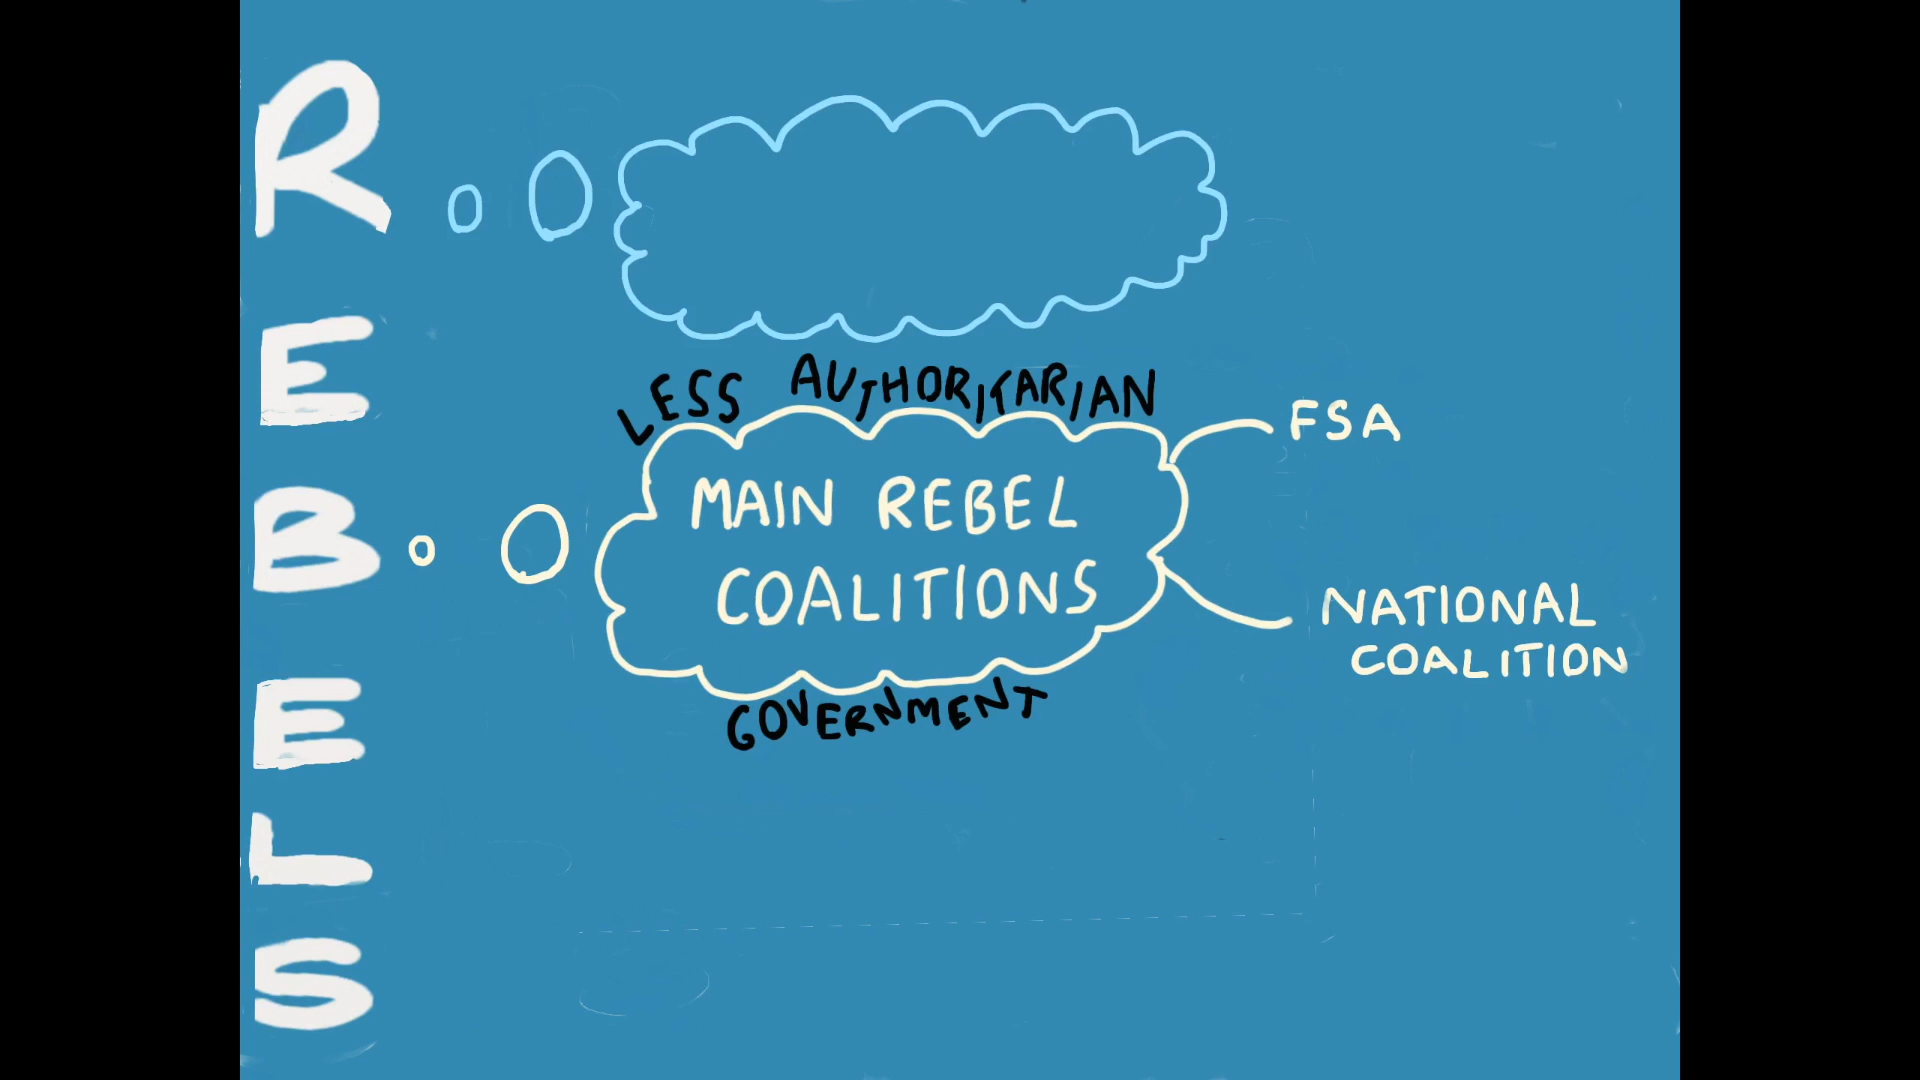 REBELS
LESS AUTHORITARIAN
MAIN REBEL
COALITIONS
GOVERNMENT
FSA
NATIONAL
COALITION